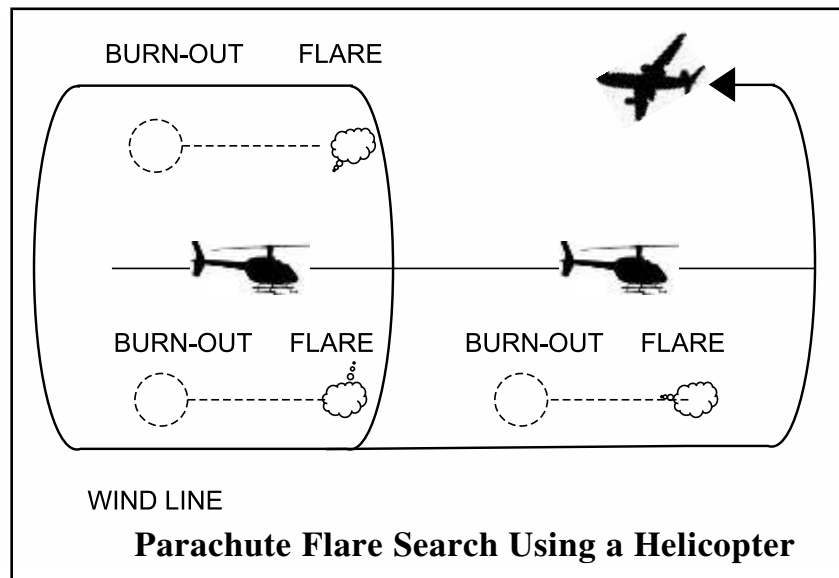 BURN-OUT FLARE
BURN-OUT FLARE BURN-OUT FLARE
WIND LINE
Parachute Flare Search Using a Helicopter